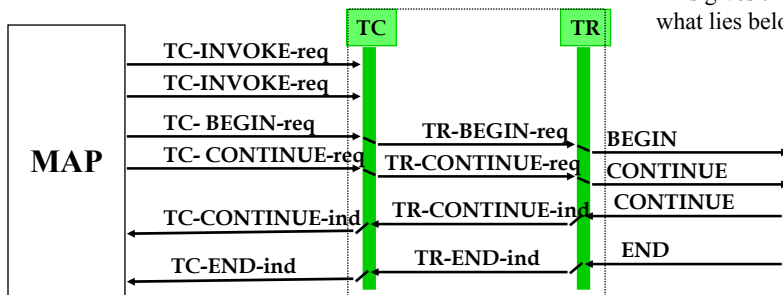 what lies belo
TC
TR
TC-INVOKE-req
TC-INVOKE-req
TC- BEGIN-req
TR-BEGIN-req
BEGIN
MAP
TC- CONTINUE-req
TR-CONTINUE-req
CONTINUE
TC-CONTINUE-ind
TR-CONTINUE-ind
CONTINUE
TC-END-ind
TR-END-ind
END